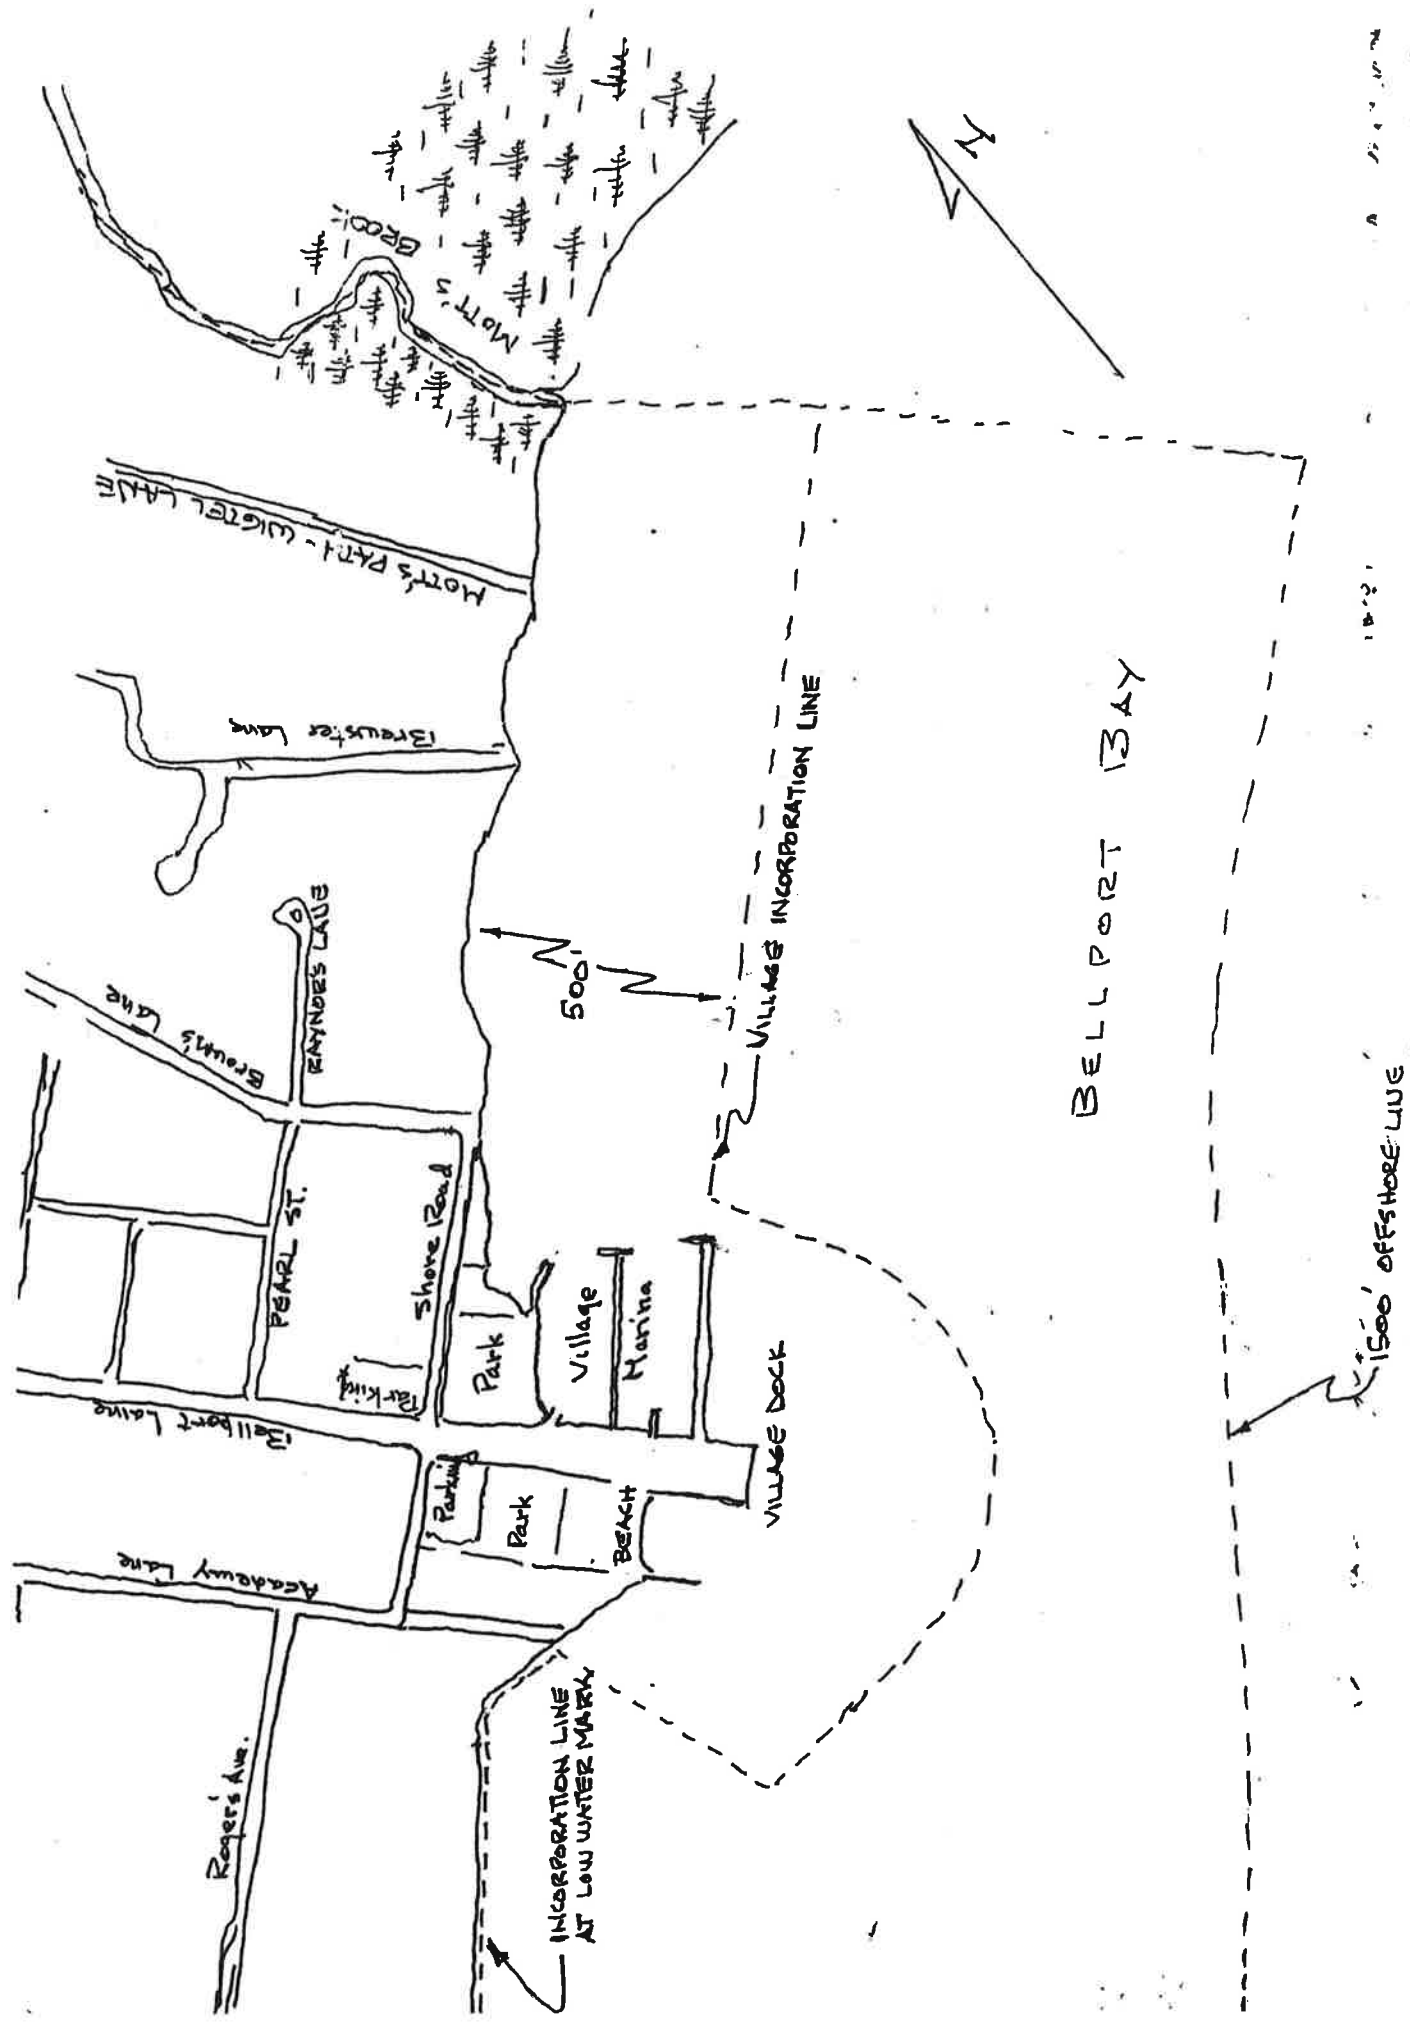 N
BROOK
MOTT'S
MOTT'S PATH - WIGTEL LANE
Brewster Lane
RAYNOR'S LANE
Brown's Lane
PEARL ST.
Shore Road
Parking
Park
Village
Marina
Bellport Lane
Parking
Park
BEACH
VILLAGE DOCK
Academy Lane
Roger's Ave.
INCORPORATION LINE
AT LOW WATER MARK
500'
VILLAGE INCORPORATION LINE
BELLPORT BAY
1500' OFFSHORE LINE